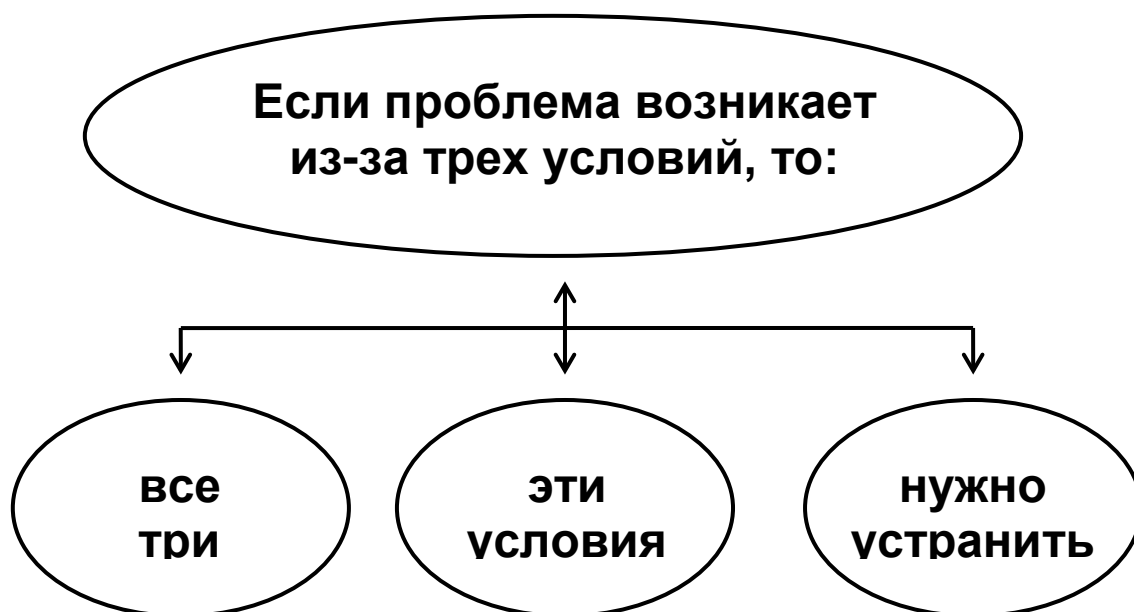 Если проблема возникает
из-за трех условий, то:
все
три
эти
условия
нужно
устранить